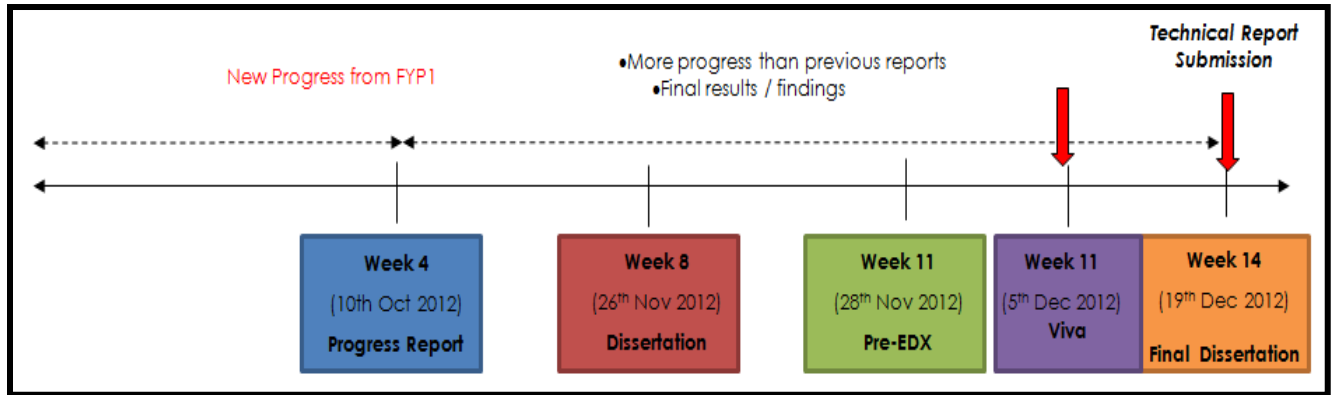 Technical Report
Submission
New Progress from FYP1
•More progress than previous reports
•Final results / findings
Week 4
(10th Oct 2012)
Progress Report
Week 8
(26th Nov 2012)
Dissertation
Week 11
(28th Nov 2012)
Pre-EDX
Week 11
(5th Dec 2012)
Viva
Week 14
(19th Dec 2012)
Final Dissertation